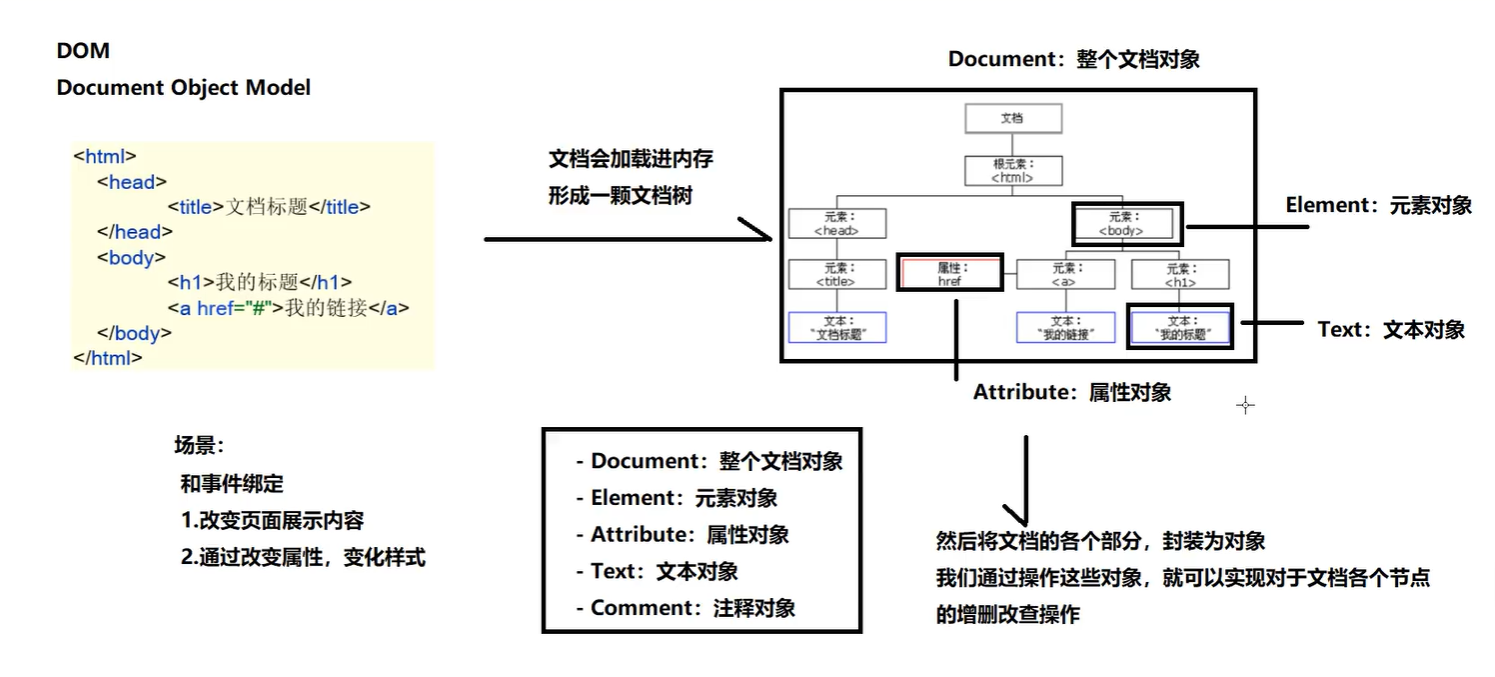 DOM
Document Object Model
<html>
<head>
<title>文档标题</title>
</head>
<body>
<h1>我的标题</h1>
<a href="#">我的链接</a>
</body>
</html>
文档会加载进内存
形成一颗文档树
Document：整个文档对象
文档
根元素：
<html>
元素：
<head>
元素：
<body>
元素：
<title>
属性：
href
元素：
<a>
元素：
<h1>
文本：
"文档标题"
文本：
"我的链接"
文本：
"我的标题"
Element：元素对象
Text：文本对象
Attribute：属性对象
场景：
和事件绑定
1.改变页面展示内容
2.通过改变属性，变化样式
- Document：整个文档对象
- Element：元素对象
- Attribute：属性对象
- Text：文本对象
- Comment：注释对象
然后将文档的各个部分，封装为对象
我们通过操作这些对象，就可以实现对于文档各个节点
的增删改查操作